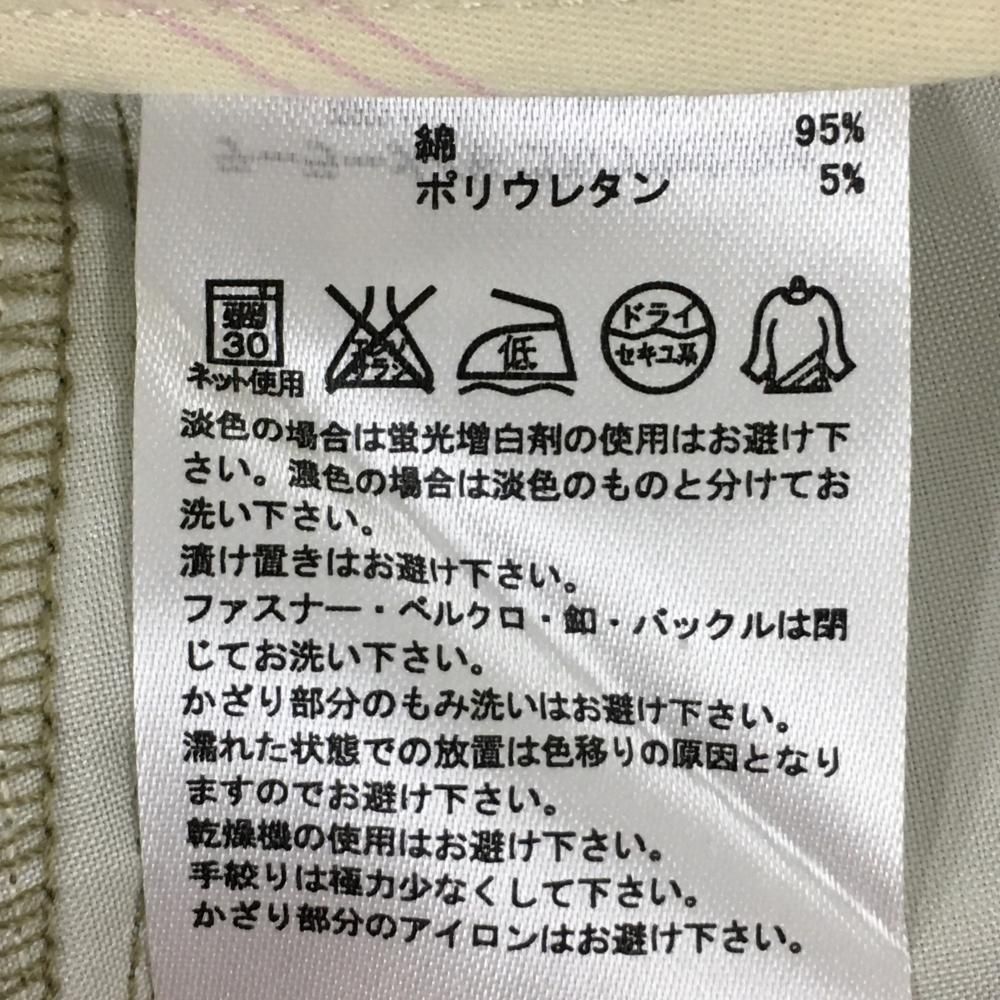 綿 95%
ポリウレタン 5%
弱
30
ネット使用
エンソ
サラシ
低
ドライ
セキユ系
淡色の場合は蛍光増白剤の使用はお避け下
さい。濃色の場合は淡色のものと分けてお
洗い下さい。
漬け置きはお避け下さい。
ファスナー・ベルクロ・釦・バックルは閉
じてお洗い下さい。
かざり部分のもみ洗いはお避け下さい。
濡れた状態での放置は色移りの原因となり
ますのでお避け下さい。
乾燥機の使用はお避け下さい。
手絞りは極力少なくして下さい。
かざり部分のアイロンはお避け下さい。